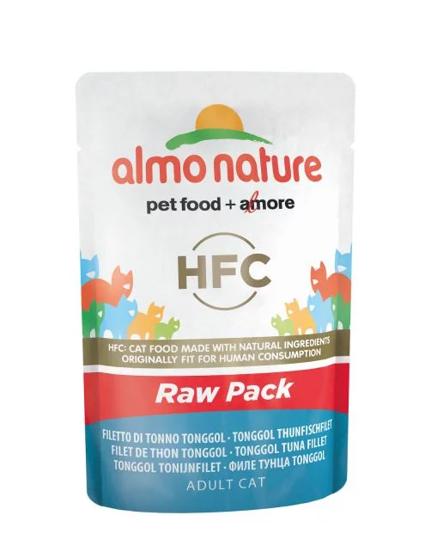 almo nature
pet food + almore
HFC
HFC: CAT FOOD MADE WITH NATURAL INGREDIENTS
ORIGINALLY FIT FOR HUMAN CONSUMPTION
Raw Pack
FILETTO DI TONNO TONGGOL · TONGGOL THUNFISCHFILET
FILET DE THON TONGGOL · TONGGOL TUNA FILLET
TONGGOL TONIJNFILET · ФИЛЕ ТУНЦА TONGGOL
ADULT CAT